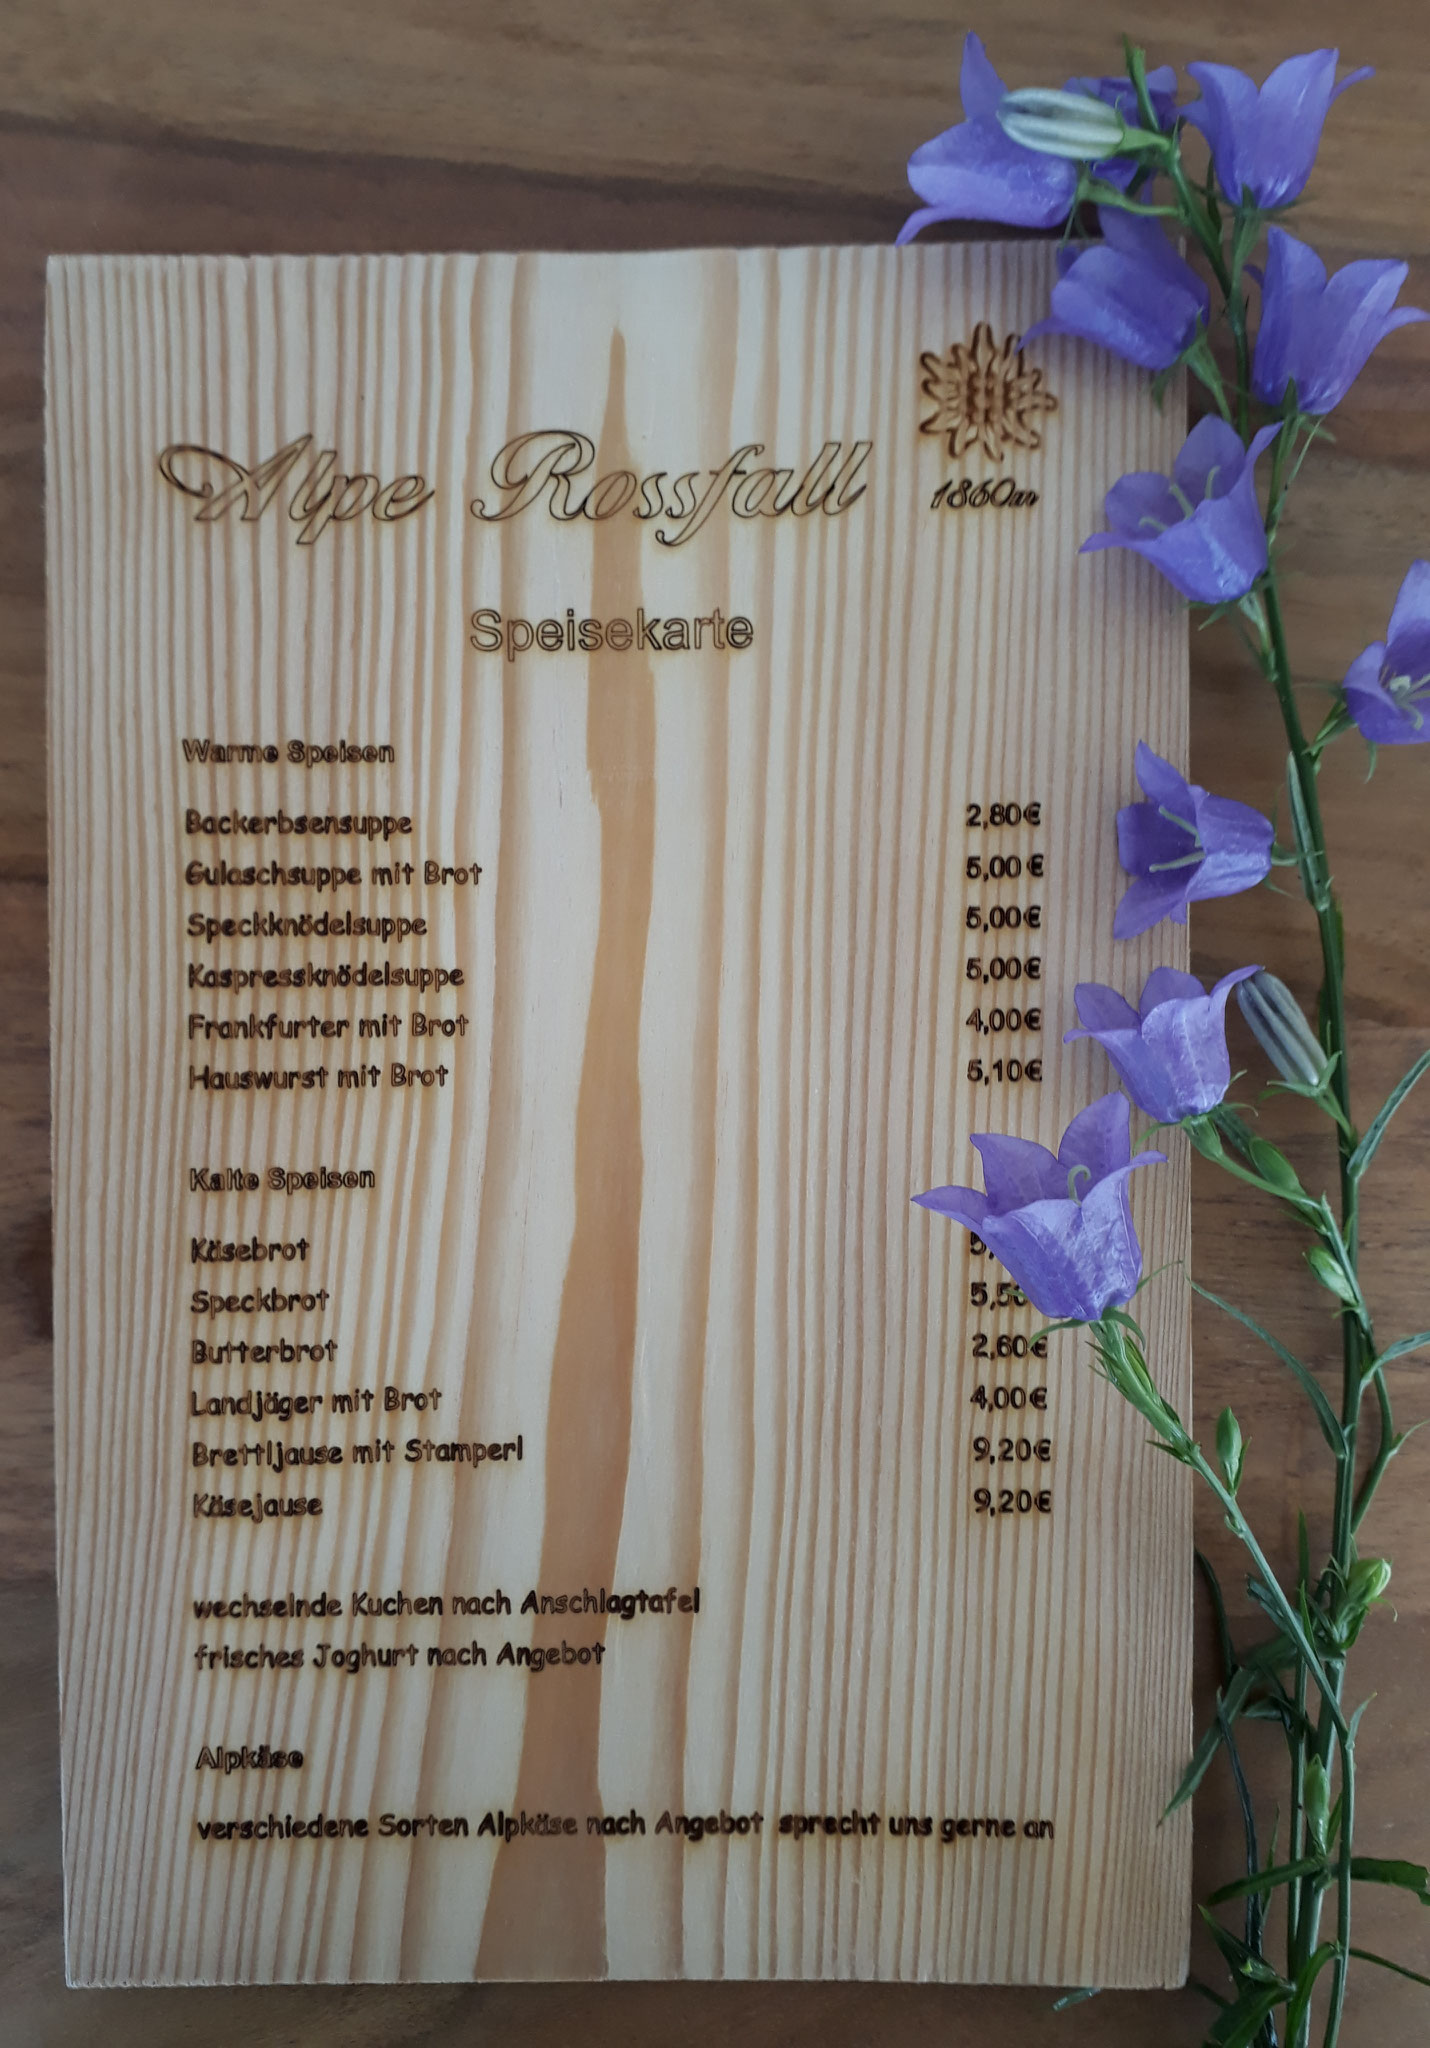 Alpe Rossfall
1860m
Speisekarte
Warme Speisen
Backerbsensuppe 2,80€
Gulaschsuppe mit Brot 5,00 €
Speckknödelsuppe 5,00€
Kaspressknödelsuppe 5,00€
Frankfurter mit Brot 4,00€
Hauswurst mit Brot 5,10€
Kalte Speisen
Käsebrot
Speckbrot
Butterbrot 2,60€
Landjäger mit Brot 4,00€
Brettljause mit Stamperl 9,20€
Käsejause 9,20€
wechselnde Kuchen nach Anschlagtafel
frisches Joghurt nach Angebot
Alpkäse
verschiedene Sorten Alpkäse nach Angebot sprecht uns gerne an